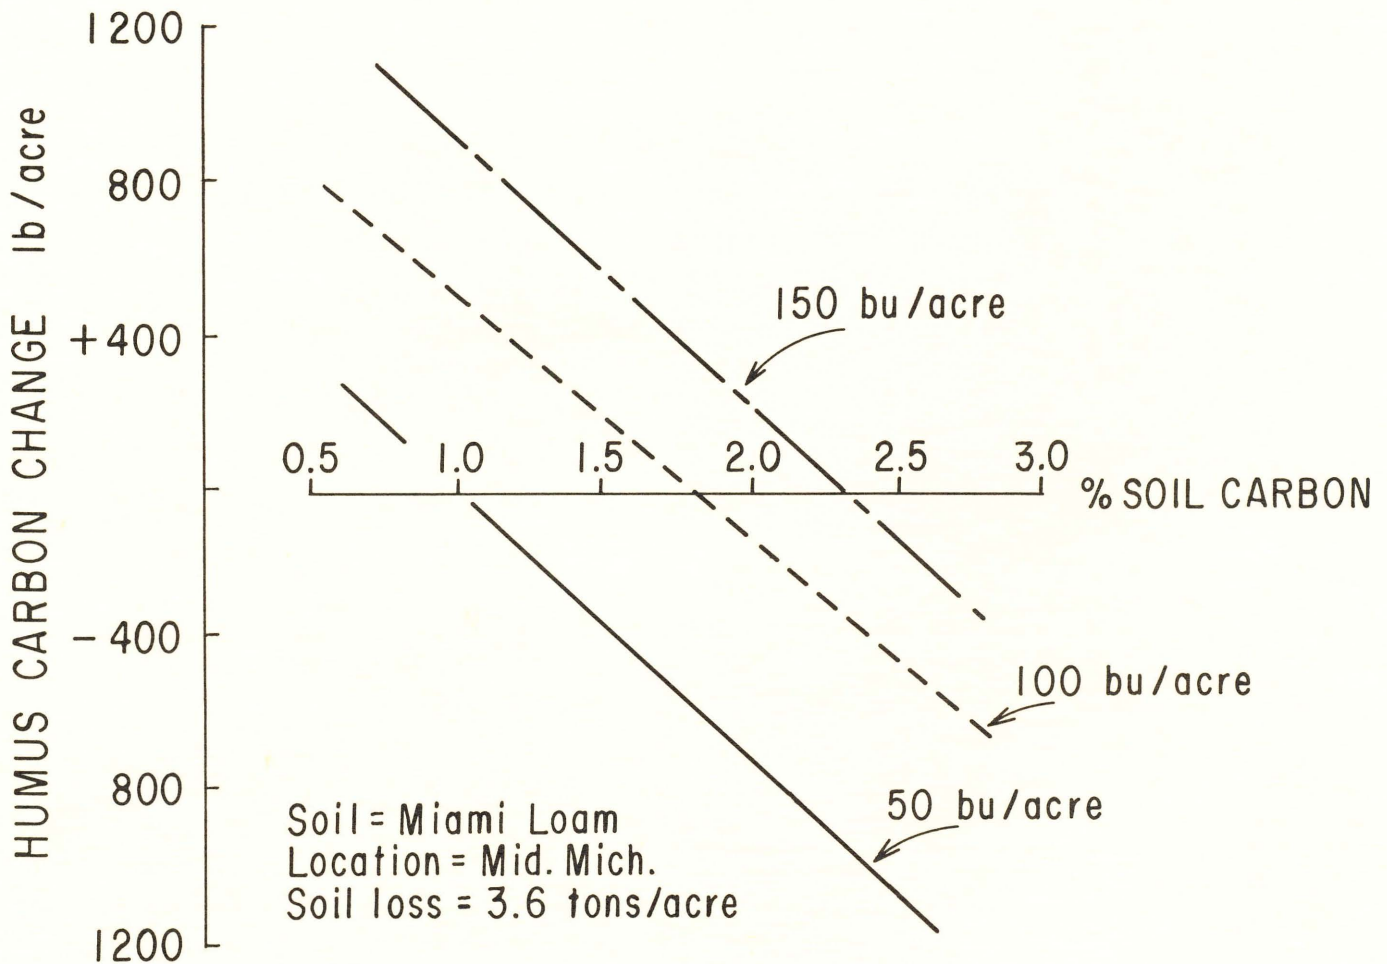 HUMUS CARBON CHANGE lb/acre
1200
800
+400
-400
800
1200
150 bu/acre
0.5 1.0 1.5 2.0 2.5 3.0
% SOIL CARBON
100 bu/acre
50 bu/acre
Soil = Miami Loam
Location = Mid. Mich.
Soil loss = 3.6 tons/acre